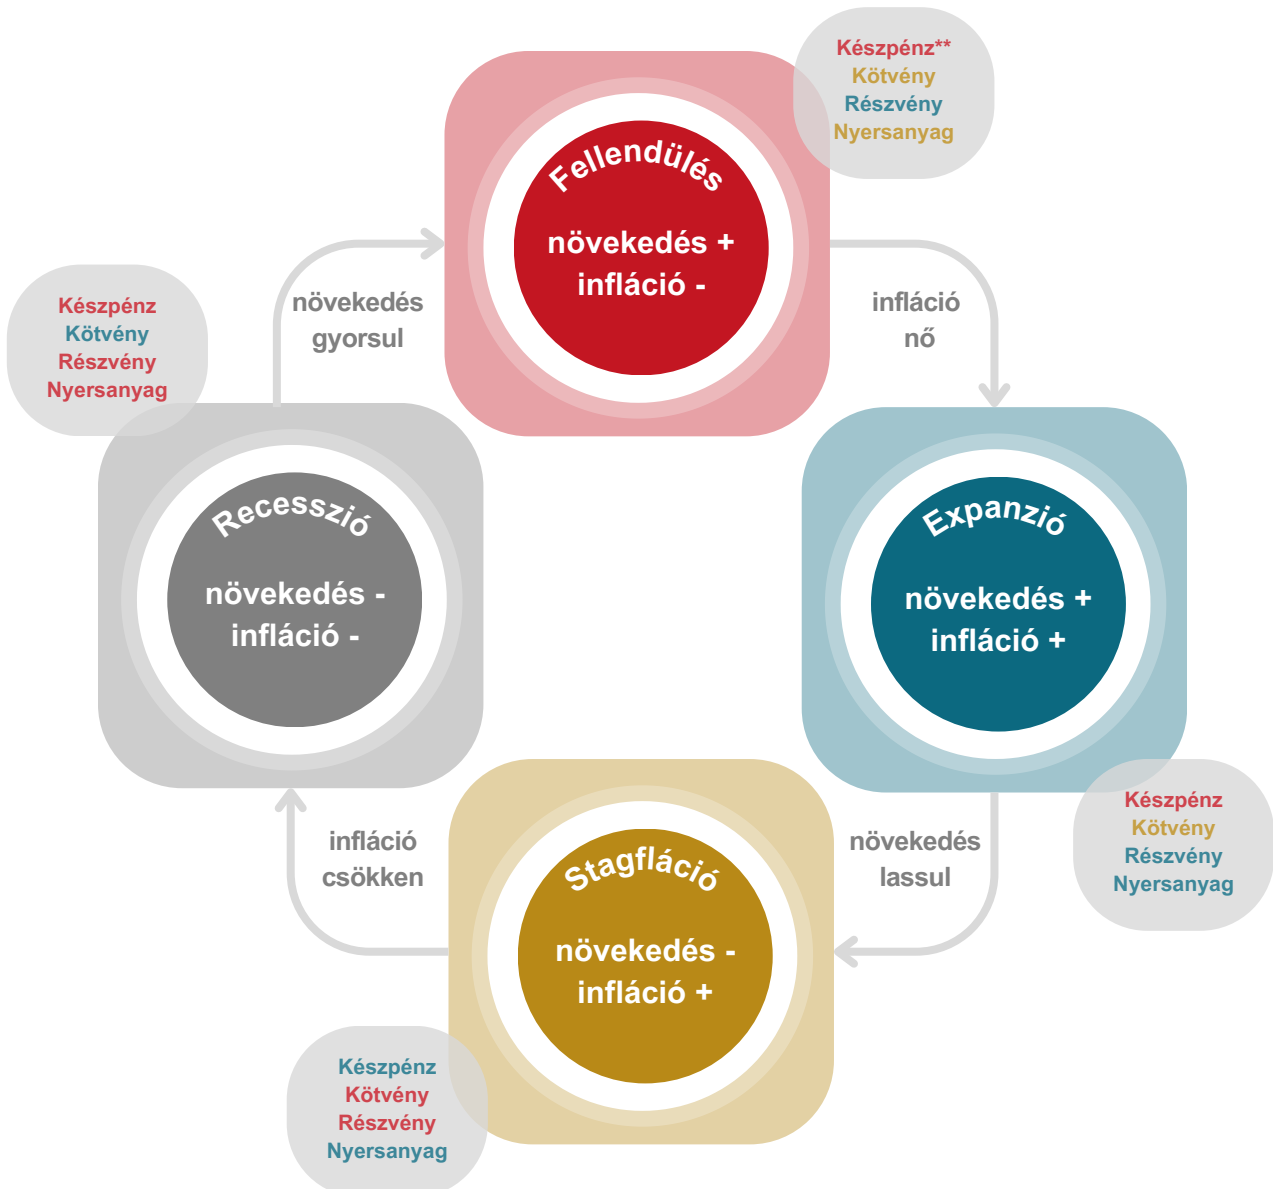 Készpénz**
Kötvény
Részvény
Nyersanyag
Fellendülés
növekedés +
infláció -
növekedés
gyorsul
infláció
nő
Készpénz
Kötvény
Részvény
Nyersanyag
Recesszió
növekedés -
infláció -
Expanzió
növekedés +
infláció +
Készpénz
Kötvény
Részvény
Nyersanyag
infláció
csökken
növekedés
lassul
Stagfláció
növekedés -
infláció +
Készpénz
Kötvény
Részvény
Nyersanyag